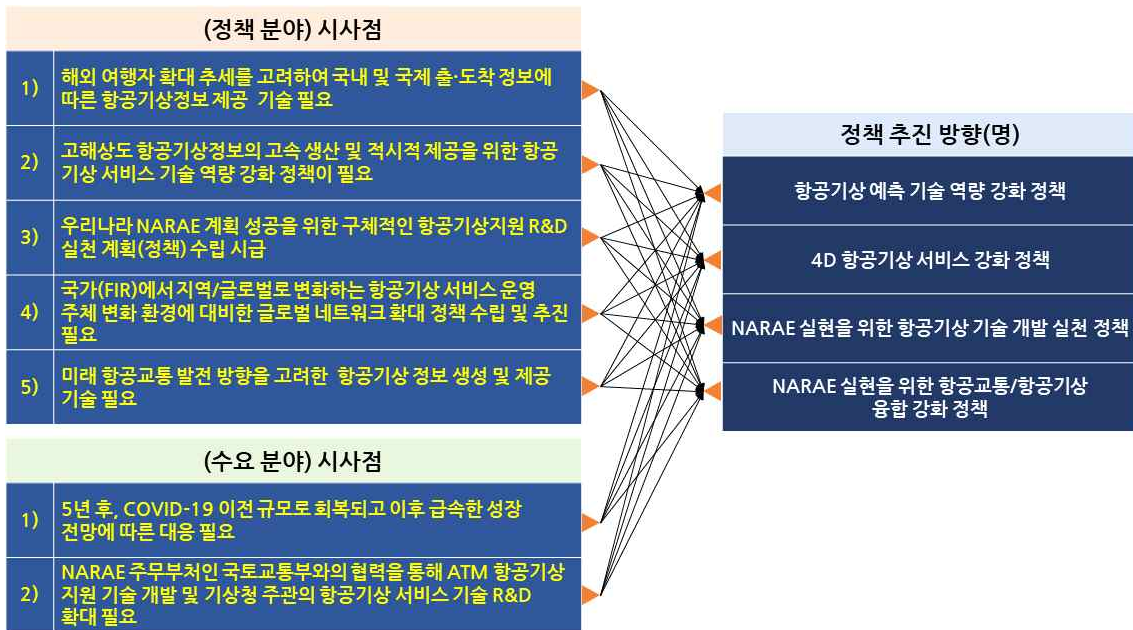 (정책 분야) 시사점
1)
해외 여행자 확대 추세를 고려하여 국내 및 국제 출·도착 정보에
따른 항공기상정보 제공 기술 필요
2)
고해상도 항공기상정보의 고속 생산 및 적시적 제공을 위한 항공
기상 서비스 기술 역량 강화 정책이 필요
3)
우리나라 NARAE 계획 성공을 위한 구체적인 항공기상지원 R&D
실천 계획(정책) 수립 시급
4)
국가(FIR)에서 지역/글로벌로 변화하는 항공기상 서비스 운영
주체 변화 환경에 대비한 글로벌 네트워크 확대 정책 수립 및 추진
필요
5)
미래 항공교통 발전 방향을 고려한 항공기상 정보 생성 및 제공
기술 필요
(수요 분야) 시사점
1)
5년 후, COVID-19 이전 규모로 회복되고 이후 급속한 성장
전망에 따른 대응 필요
2)
NARAE 주무부처인 국토교통부와의 협력을 통해 ATM 항공기상
지원 기술 개발 및 기상청 주관의 항공기상 서비스 기술 R&D
확대 필요
정책 추진 방향(명)
항공기상 예측 기술 역량 강화 정책
4D 항공기상 서비스 강화 정책
NARAE 실현을 위한 항공기상 기술 개발 실천 정책
NARAE 실현을 위한 항공교통/항공기상
융합 강화 정책